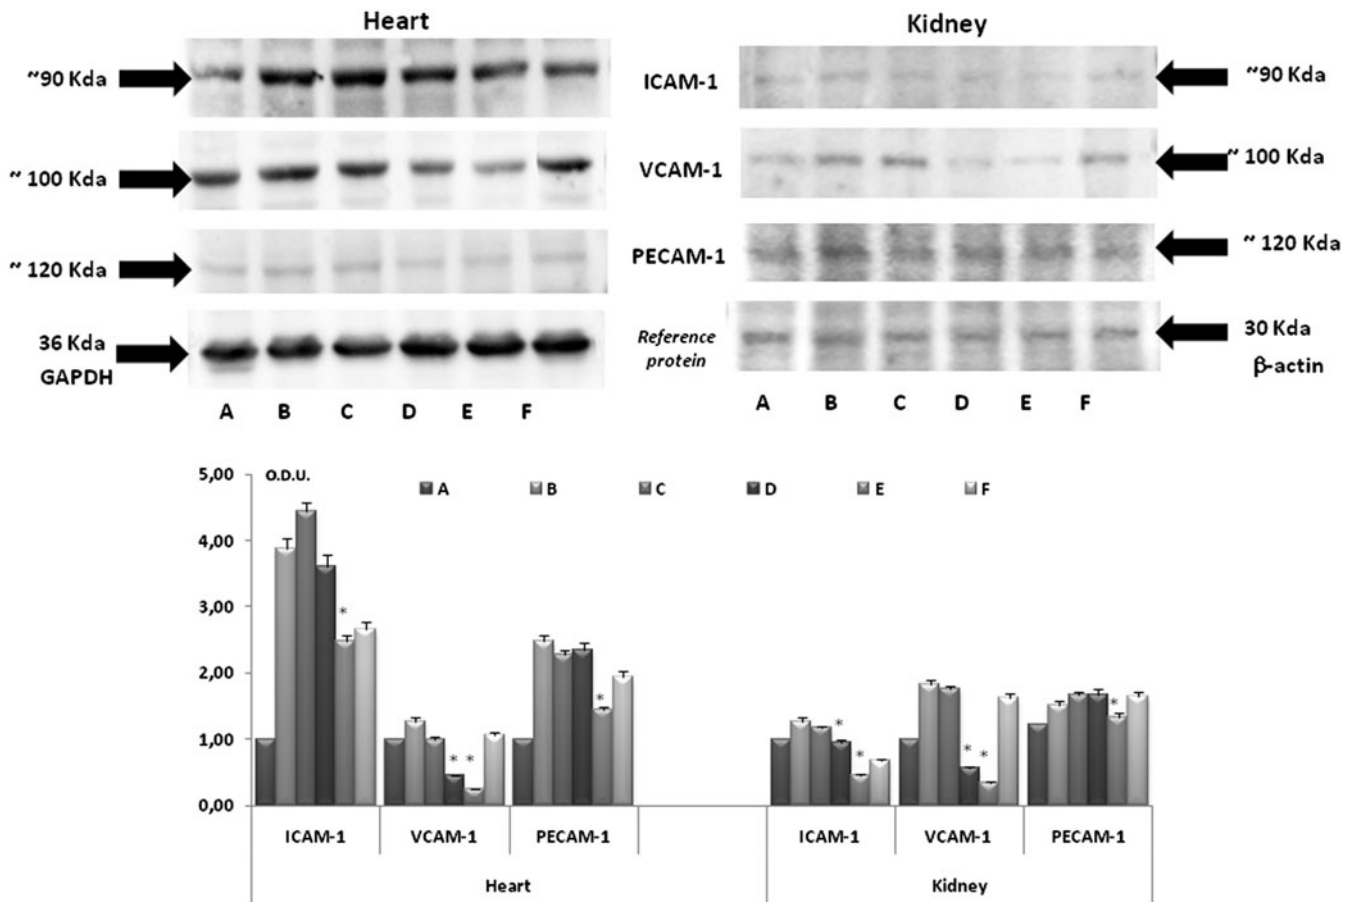 Heart
Kidney
~90 Kda
ICAM-1
~90 Kda
~ 100 Kda
VCAM-1
~ 100 Kda
~ 120 Kda
PECAM-1
~ 120 Kda
36 Kda
GAPDH
Reference
protein
30 Kda
β-actin
A B C D E F
A B C D E F
5,00
O.D.U.
A B C D E F
4,00
3,00
2,00
1,00
0,00
* * * * * * * * *
ICAM-1 VCAM-1 PECAM-1 ICAM-1 VCAM-1 PECAM-1
Heart Kidney